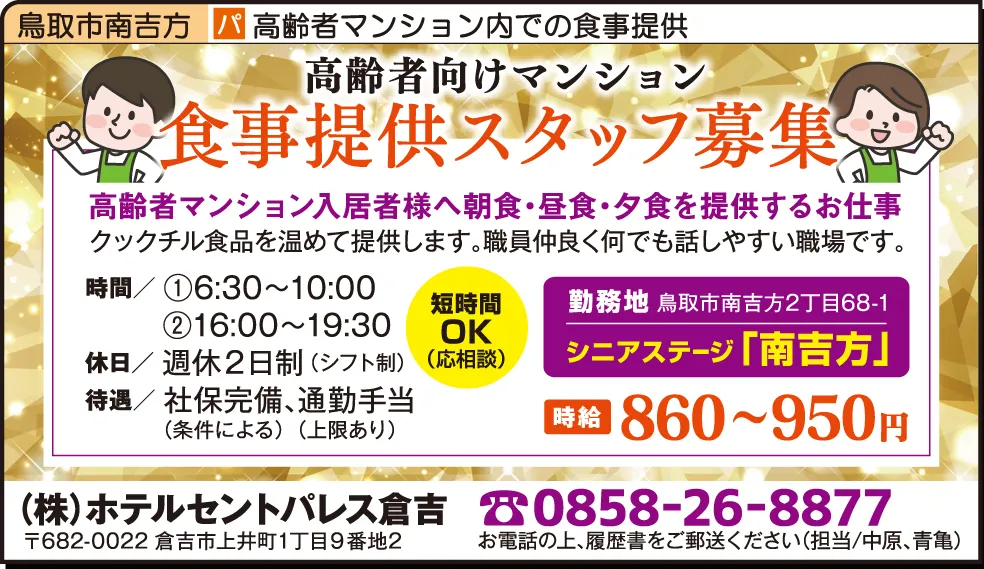 鳥取市南吉方 パ 高齢者マンション内での食事提供
高齢者向けマンション
食事提供スタッフ募集
高齢者マンション入居者様へ朝食・昼食・夕食を提供するお仕事
クックチル食品を温めて提供します。職員仲良く何でも話しやすい職場です。
時間／ ①6:30〜10:00
②16:00〜19:30
休日／ 週休2日制（シフト制）
待遇／ 社保完備、通勤手当
（条件による）（上限あり）
短時間
OK
（応相談）
勤務地 鳥取市南吉方2丁目68-1
シニアステージ「南吉方」
時給 860〜950円
（株）ホテルセントパレス倉吉
〒682-0022 倉吉市上井町1丁目9番地2
☎0858-26-8877
お電話の上、履歴書をご郵送ください（担当/中原、青亀）